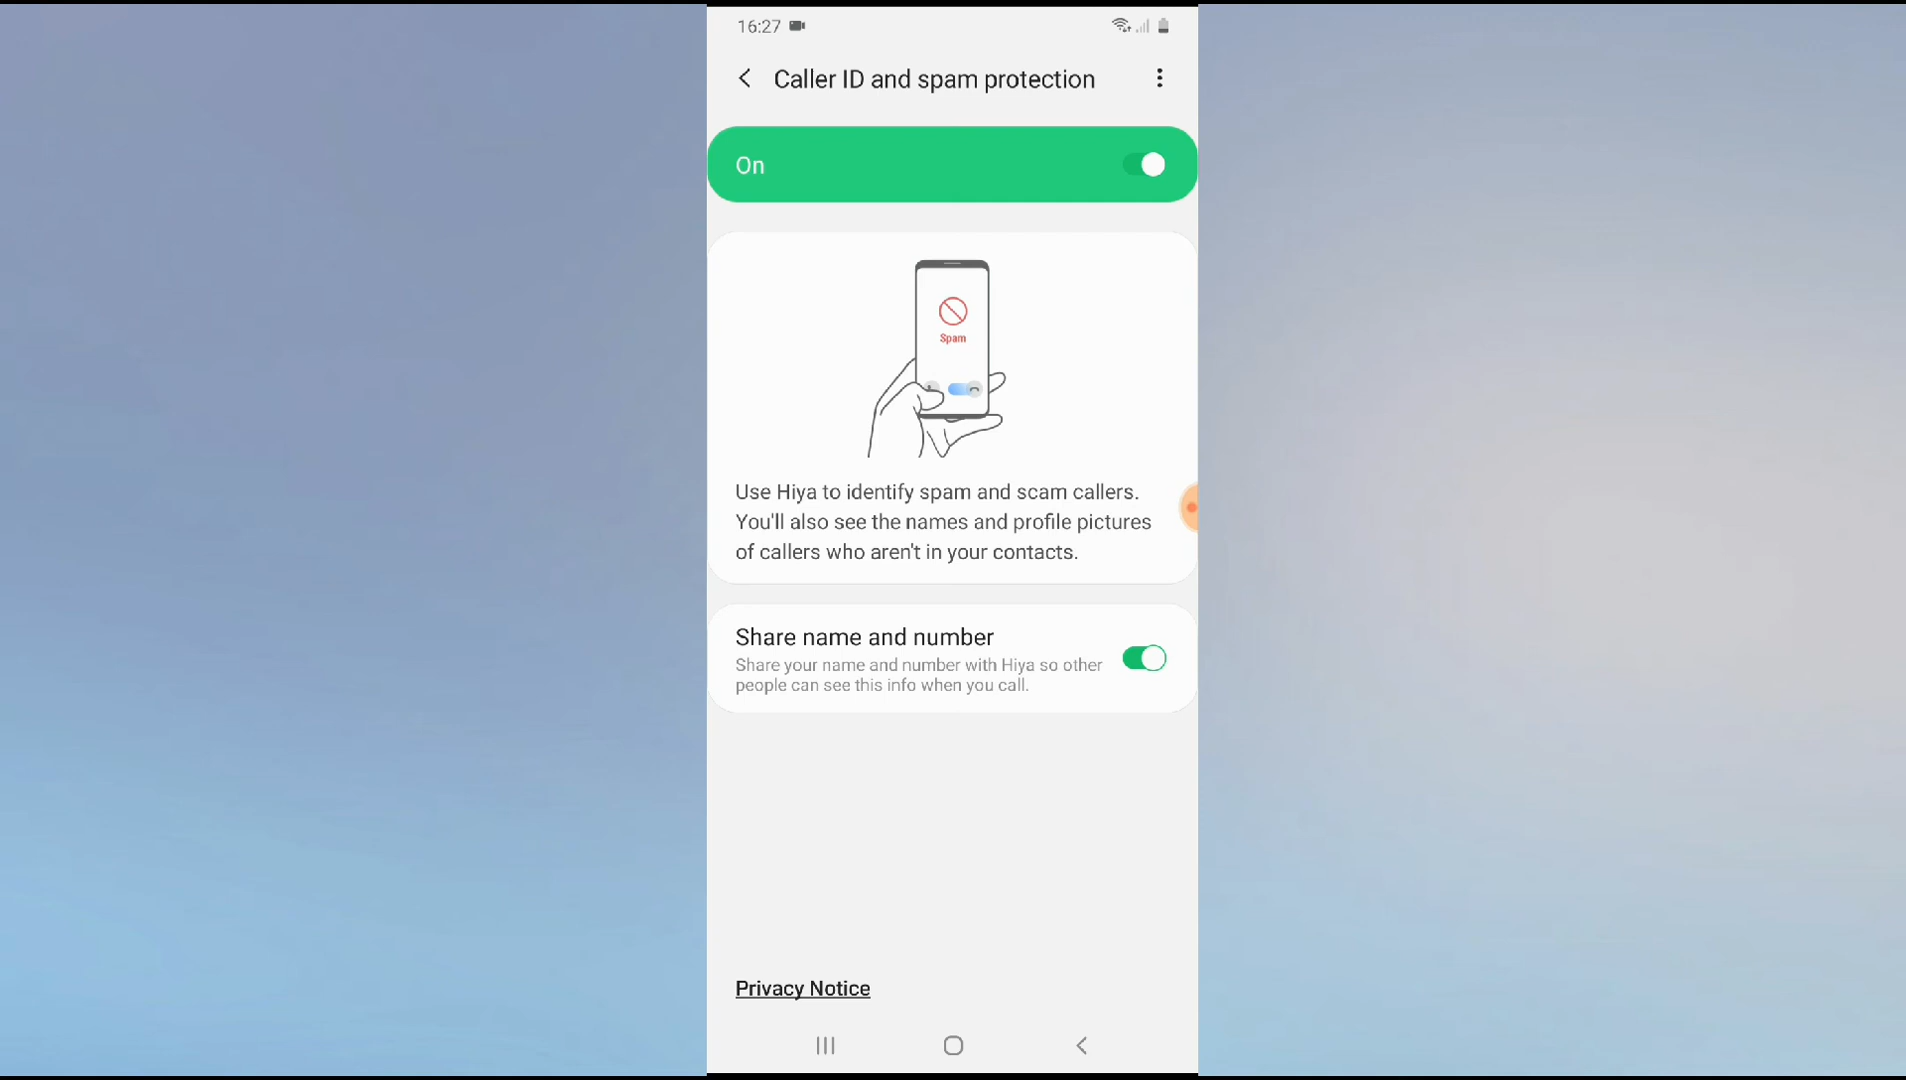 16:27
Caller ID and spam protection
On
Spam
Use Hiya to identify spam and scam callers.
You'll also see the names and profile pictures
of callers who aren't in your contacts.
Share name and number
Share your name and number with Hiya so other
people can see this info when you call.
Privacy Notice